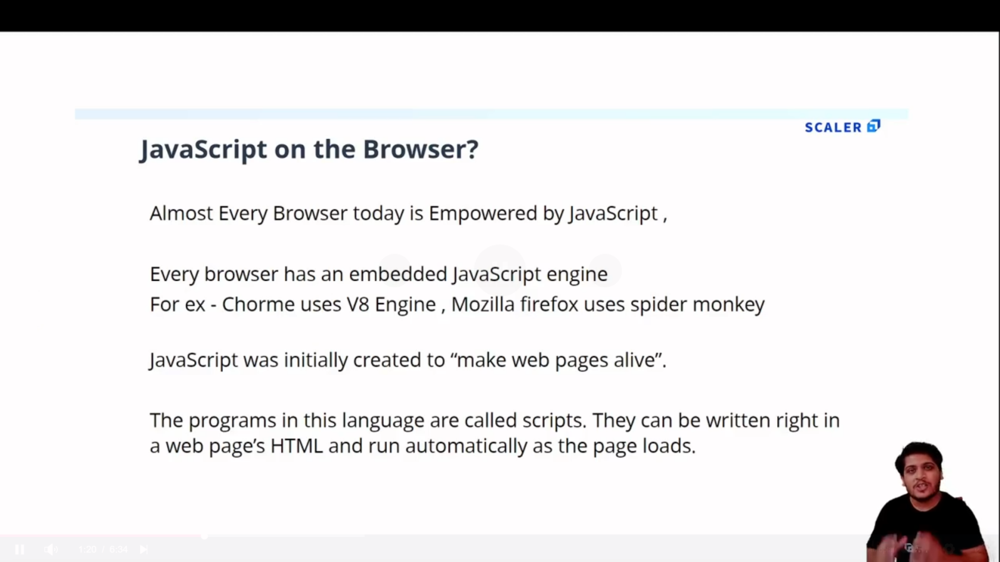 SCALER
JavaScript on the Browser?
Almost Every Browser today is Empowered by JavaScript ,
Every browser has an embedded JavaScript engine
For ex - Chorme uses V8 Engine , Mozilla firefox uses spider monkey
JavaScript was initially created to “make web pages alive”.
The programs in this language are called scripts. They can be written right in
a web page’s HTML and run automatically as the page loads.
1:20 / 6:34